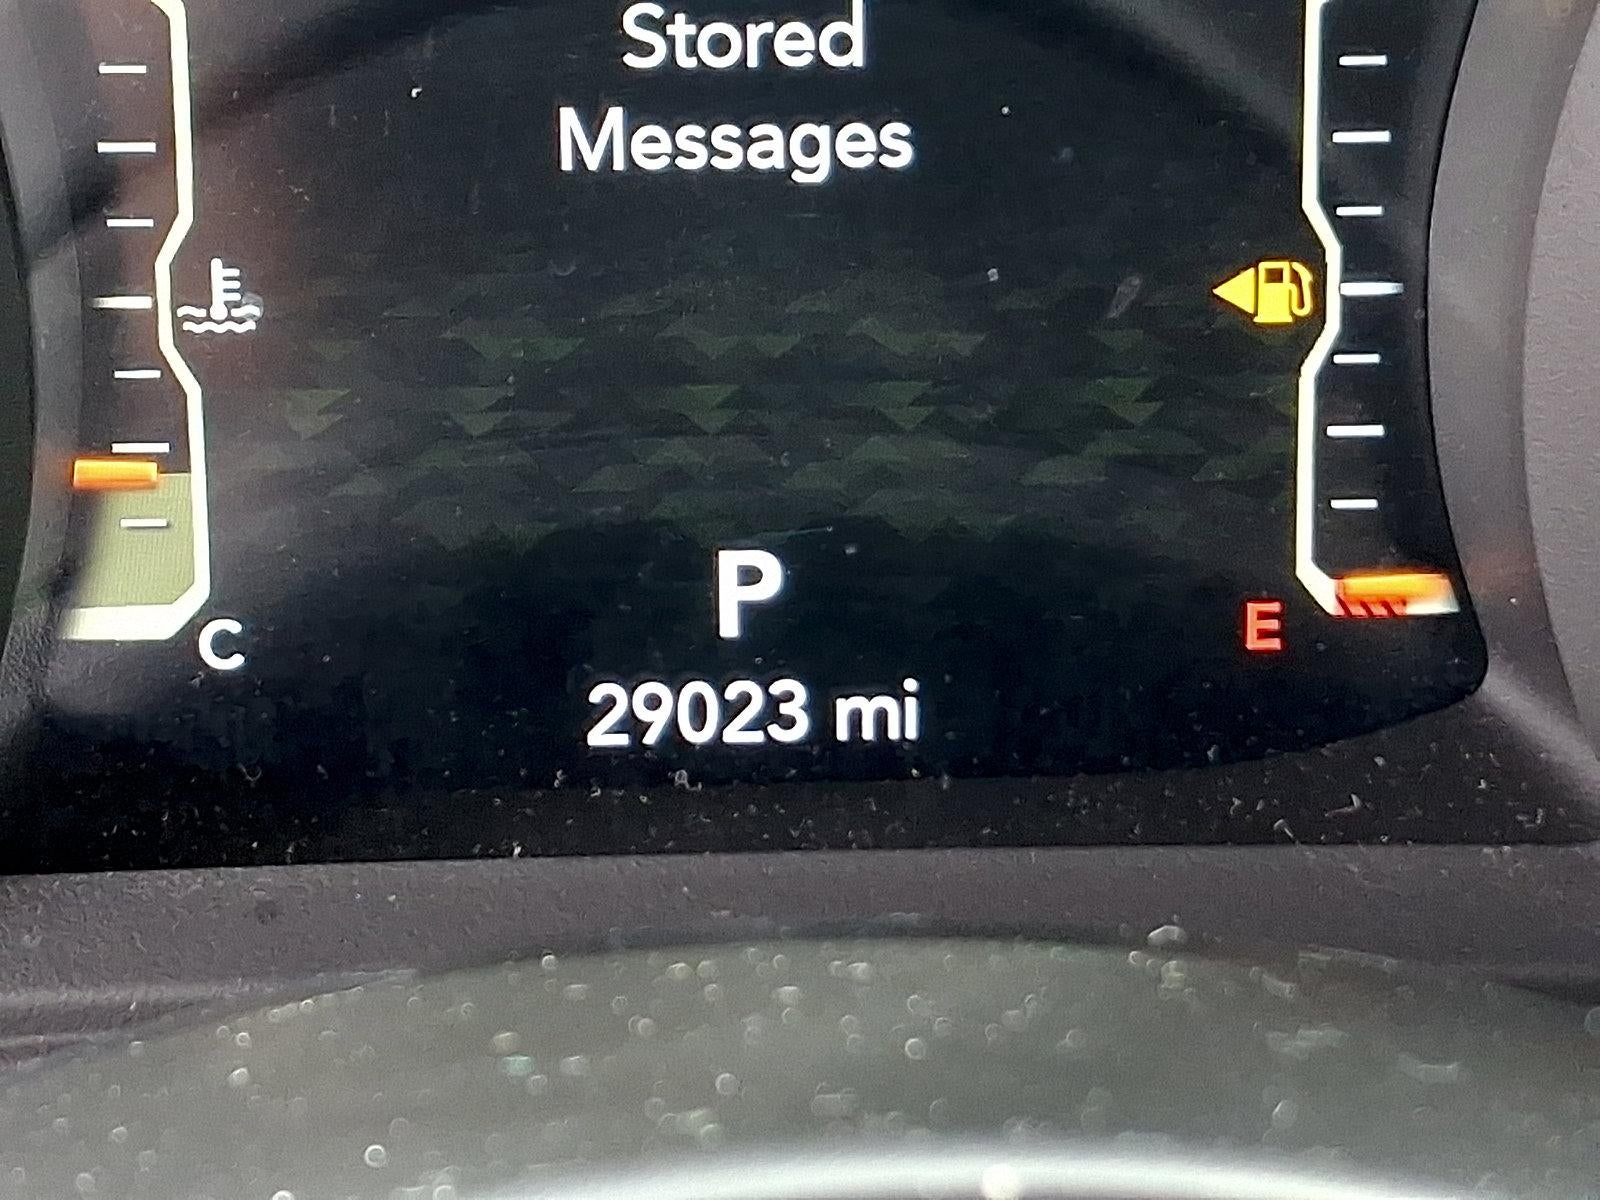 Stored
Messages
P
C
E
29023 mi